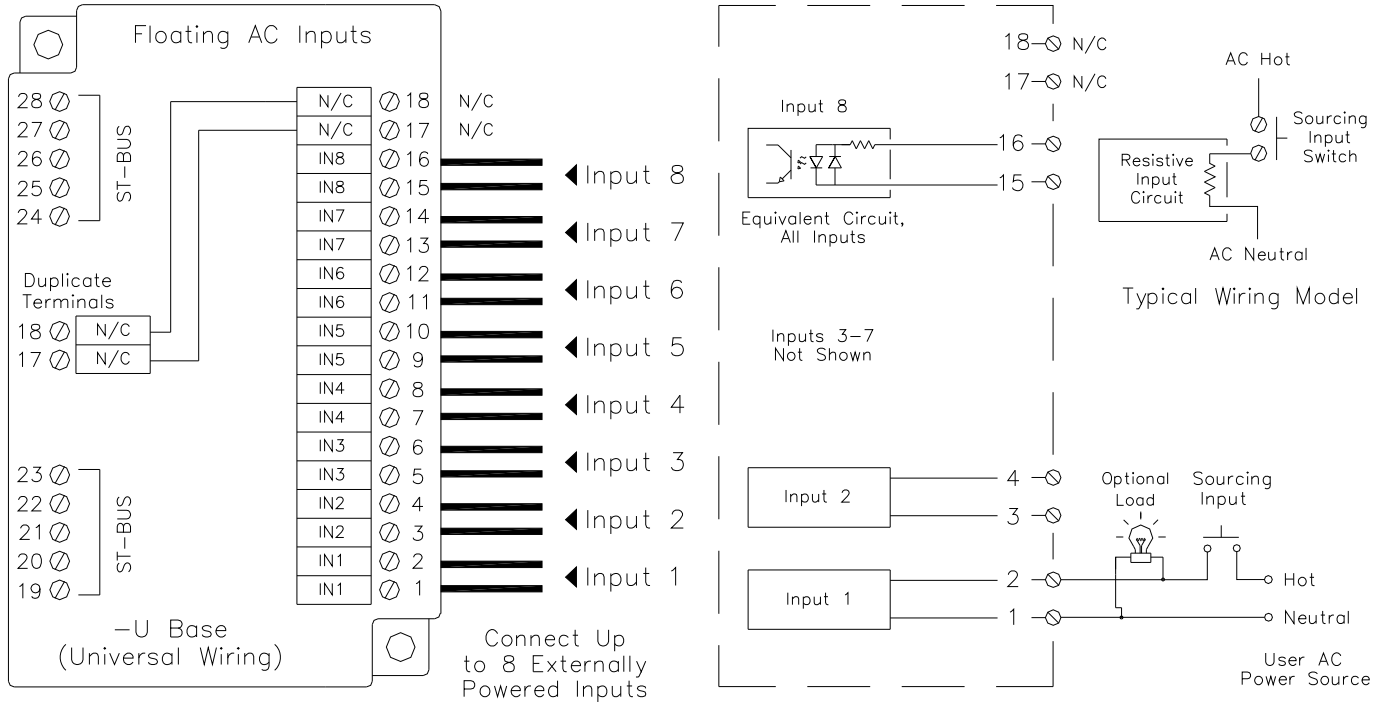 Floating AC Inputs
28
27
26
25
24
ST-BUS
Duplicate
Terminals
18 N/C
17 N/C
23
22
21
20
19
ST-BUS
N/C 18 N/C
N/C 17 N/C
IN8 16
IN8 15
IN7 14
IN7 13
IN6 12
IN6 11
IN5 10
IN5 9
IN4 8
IN4 7
IN3 6
IN3 5
IN2 4
IN2 3
IN1 2
IN1 1
-U Base
(Universal Wiring)
Input 8
Input 7
Input 6
Input 5
Input 4
Input 3
Input 2
Input 1
Connect Up
to 8 Externally
Powered Inputs
18 N/C
17 N/C
Input 8
16
15
Equivalent Circuit,
All Inputs
Inputs 3-7
Not Shown
Input 2
4
3
Input 1
2
1
AC Hot
Sourcing
Input
Switch
Resistive
Input
Circuit
AC Neutral
Typical Wiring Model
Optional
Load
Sourcing
Input
Hot
Neutral
User AC
Power Source